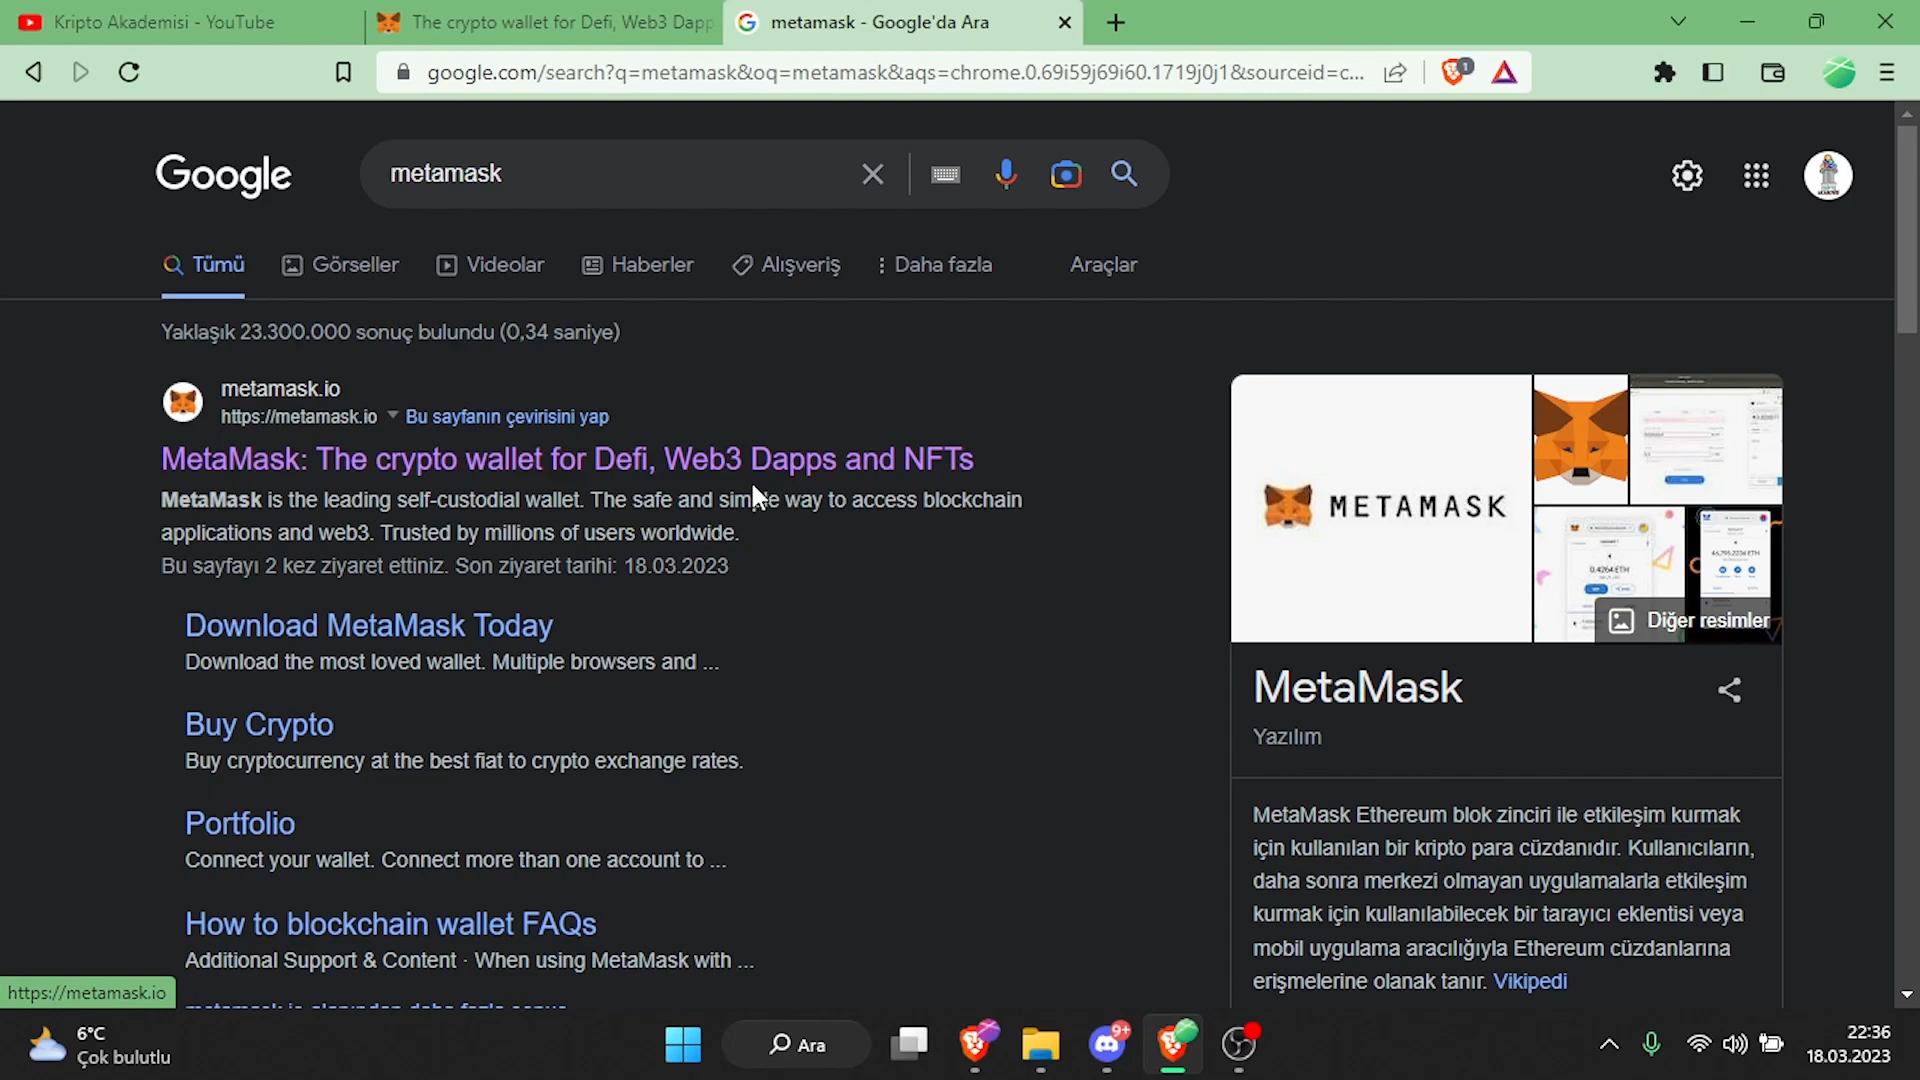 Kripto Akademisi - YouTube
The crypto wallet for Defi, Web3 Dapp
metamask - Google'da Ara
google.com/search?q=metamask&oq=metamask&aqs=chrome.0.69i59j69i60.1719j0j1&sourceid=c...
1
Google
metamask
Tümü
Görseller
Videolar
Haberler
Alışveriş
Daha fazla
Araçlar
Yaklaşık 23.300.000 sonuç bulundu (0,34 saniye)
metamask.io
https://metamask.io
Bu sayfanın çevirisini yap
MetaMask: The crypto wallet for Defi, Web3 Dapps and NFTs
MetaMask is the leading self-custodial wallet. The safe and simple way to access blockchain
applications and web3. Trusted by millions of users worldwide.
Bu sayfayı 2 kez ziyaret ettiniz. Son ziyaret tarihi: 18.03.2023
Download MetaMask Today
Download the most loved wallet. Multiple browsers and ...
Buy Crypto
Buy cryptocurrency at the best fiat to crypto exchange rates.
Portfolio
Connect your wallet. Connect more than one account to ...
How to blockchain wallet FAQs
Additional Support & Content · When using MetaMask with ...
METAMASK
0.4264 ETH
Diğer resimler
MetaMask
Yazılım
MetaMask Ethereum blok zinciri ile etkileşim kurmak
için kullanılan bir kripto para cüzdanıdır. Kullanıcıların,
daha sonra merkezi olmayan uygulamalarla etkileşim
kurmak için kullanılabilecek bir tarayıcı eklentisi veya
mobil uygulama aracılığıyla Ethereum cüzdanlarına
erişmelerine olanak tanır. Vikipedi
https://metamask.io
6°C
Çok bulutlu
Ara
9+
22:36
18.03.2023